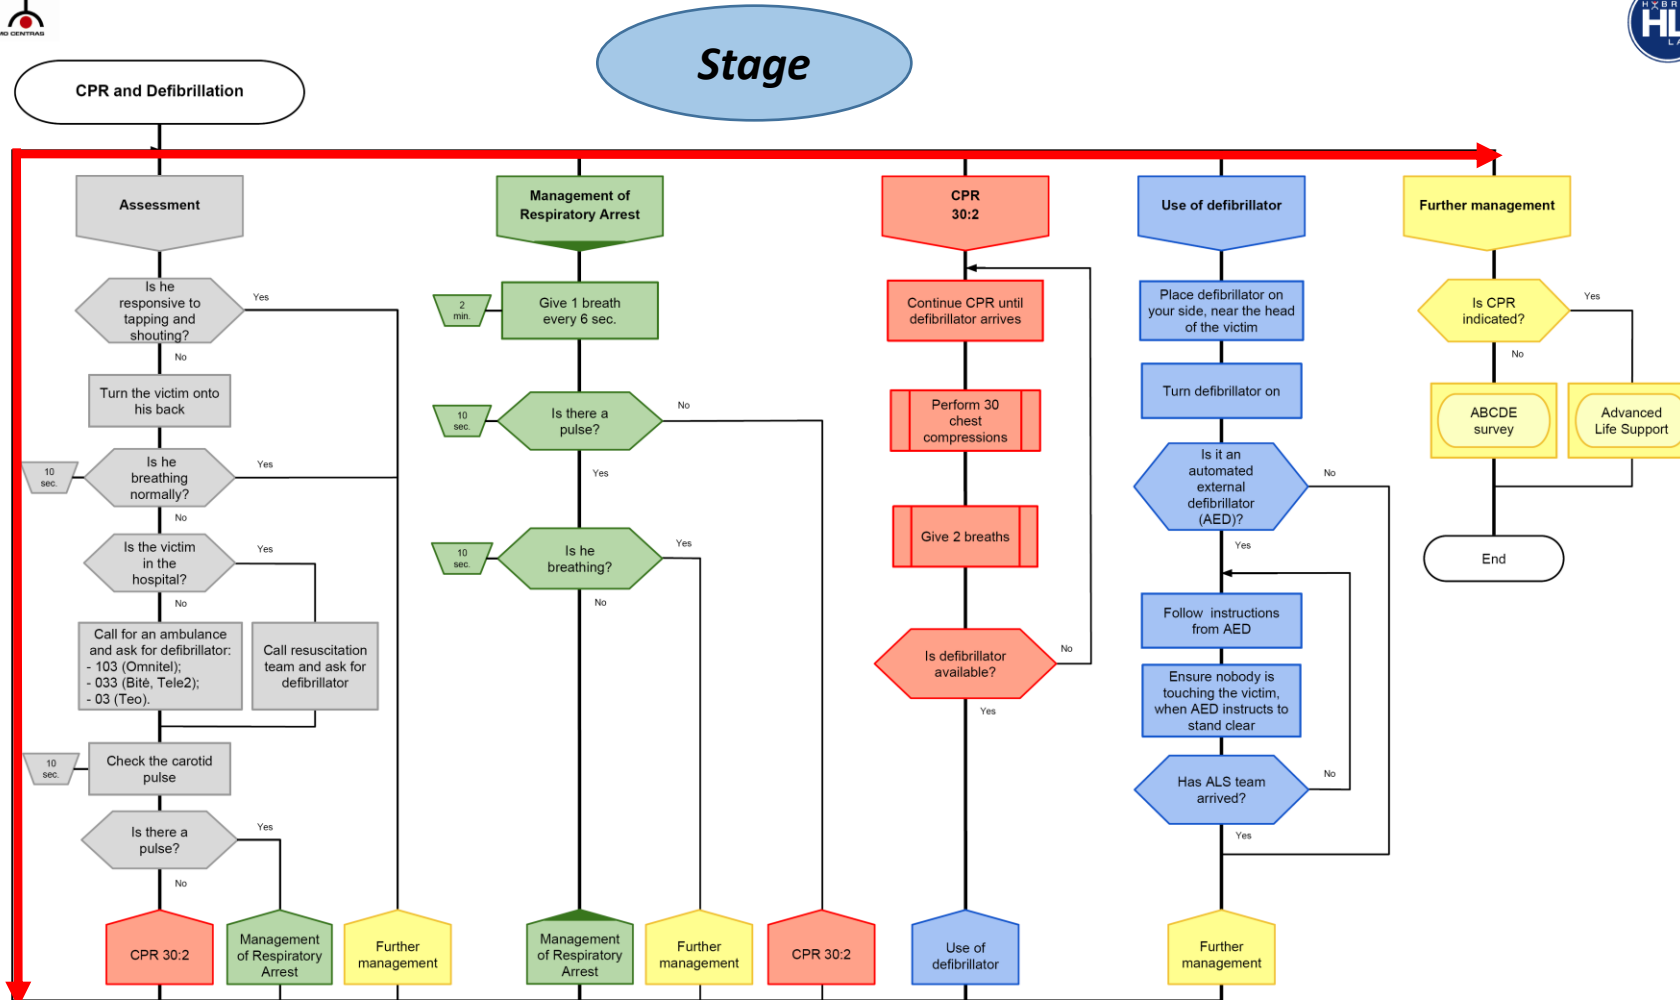 MG CENTRAS
Stage
HYBR
HL
LA
CPR and Defibrillation
Assessment
Is he
responsive to
tapping and
shouting?
Yes
No
Turn the victim onto
his back
10
sec.
Is he
breathing
normally?
Yes
No
Is the victim
in the
hospital?
Yes
No
Call for an ambulance
and ask for defibrillator:
- 103 (Omnitel);
- 033 (Bitė, Tele2);
- 03 (Teo).
Call resuscitation
team and ask for
defibrillator
10
sec.
Check the carotid
pulse
Is there a
pulse?
Yes
No
CPR 30:2
Management
of Respiratory
Arrest
Further
management
Management of
Respiratory Arrest
2
min.
Give 1 breath
every 6 sec.
10
sec.
Is there a
pulse?
No
Yes
10
sec.
Is he
breathing?
Yes
No
Management
of Respiratory
Arrest
Further
management
CPR 30:2
CPR
30:2
Continue CPR until
defibrillator arrives
Perform 30
chest
compressions
Give 2 breaths
Is defibrillator
available?
No
Yes
Use of
defibrillator
Use of defibrillator
Place defibrillator on
your side, near the head
of the victim
Turn defibrillator on
Is it an
automated
external
defibrillator
(AED)?
No
Yes
Follow instructions
from AED
Ensure nobody is
touching the victim,
when AED instructs to
stand clear
Has ALS team
arrived?
No
Yes
Further
management
Further management
Is CPR
indicated?
Yes
No
ABCDE
survey
Advanced
Life Support
End